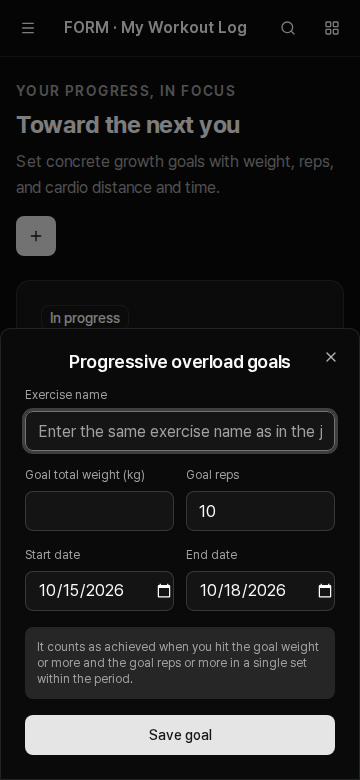 FORM · My Workout Log
YOUR PROGRESS, IN FOCUS
Toward the next you
Set concrete growth goals with weight, reps,
and cardio distance and time.
In progress
Progressive overload goals
Exercise name
Enter the same exercise name as in the j
Goal total weight (kg)
Goal reps
10
Start date
End date
10/15/2026
10/18/2026
It counts as achieved when you hit the goal weight
or more and the goal reps or more in a single set
within the period.
Save goal